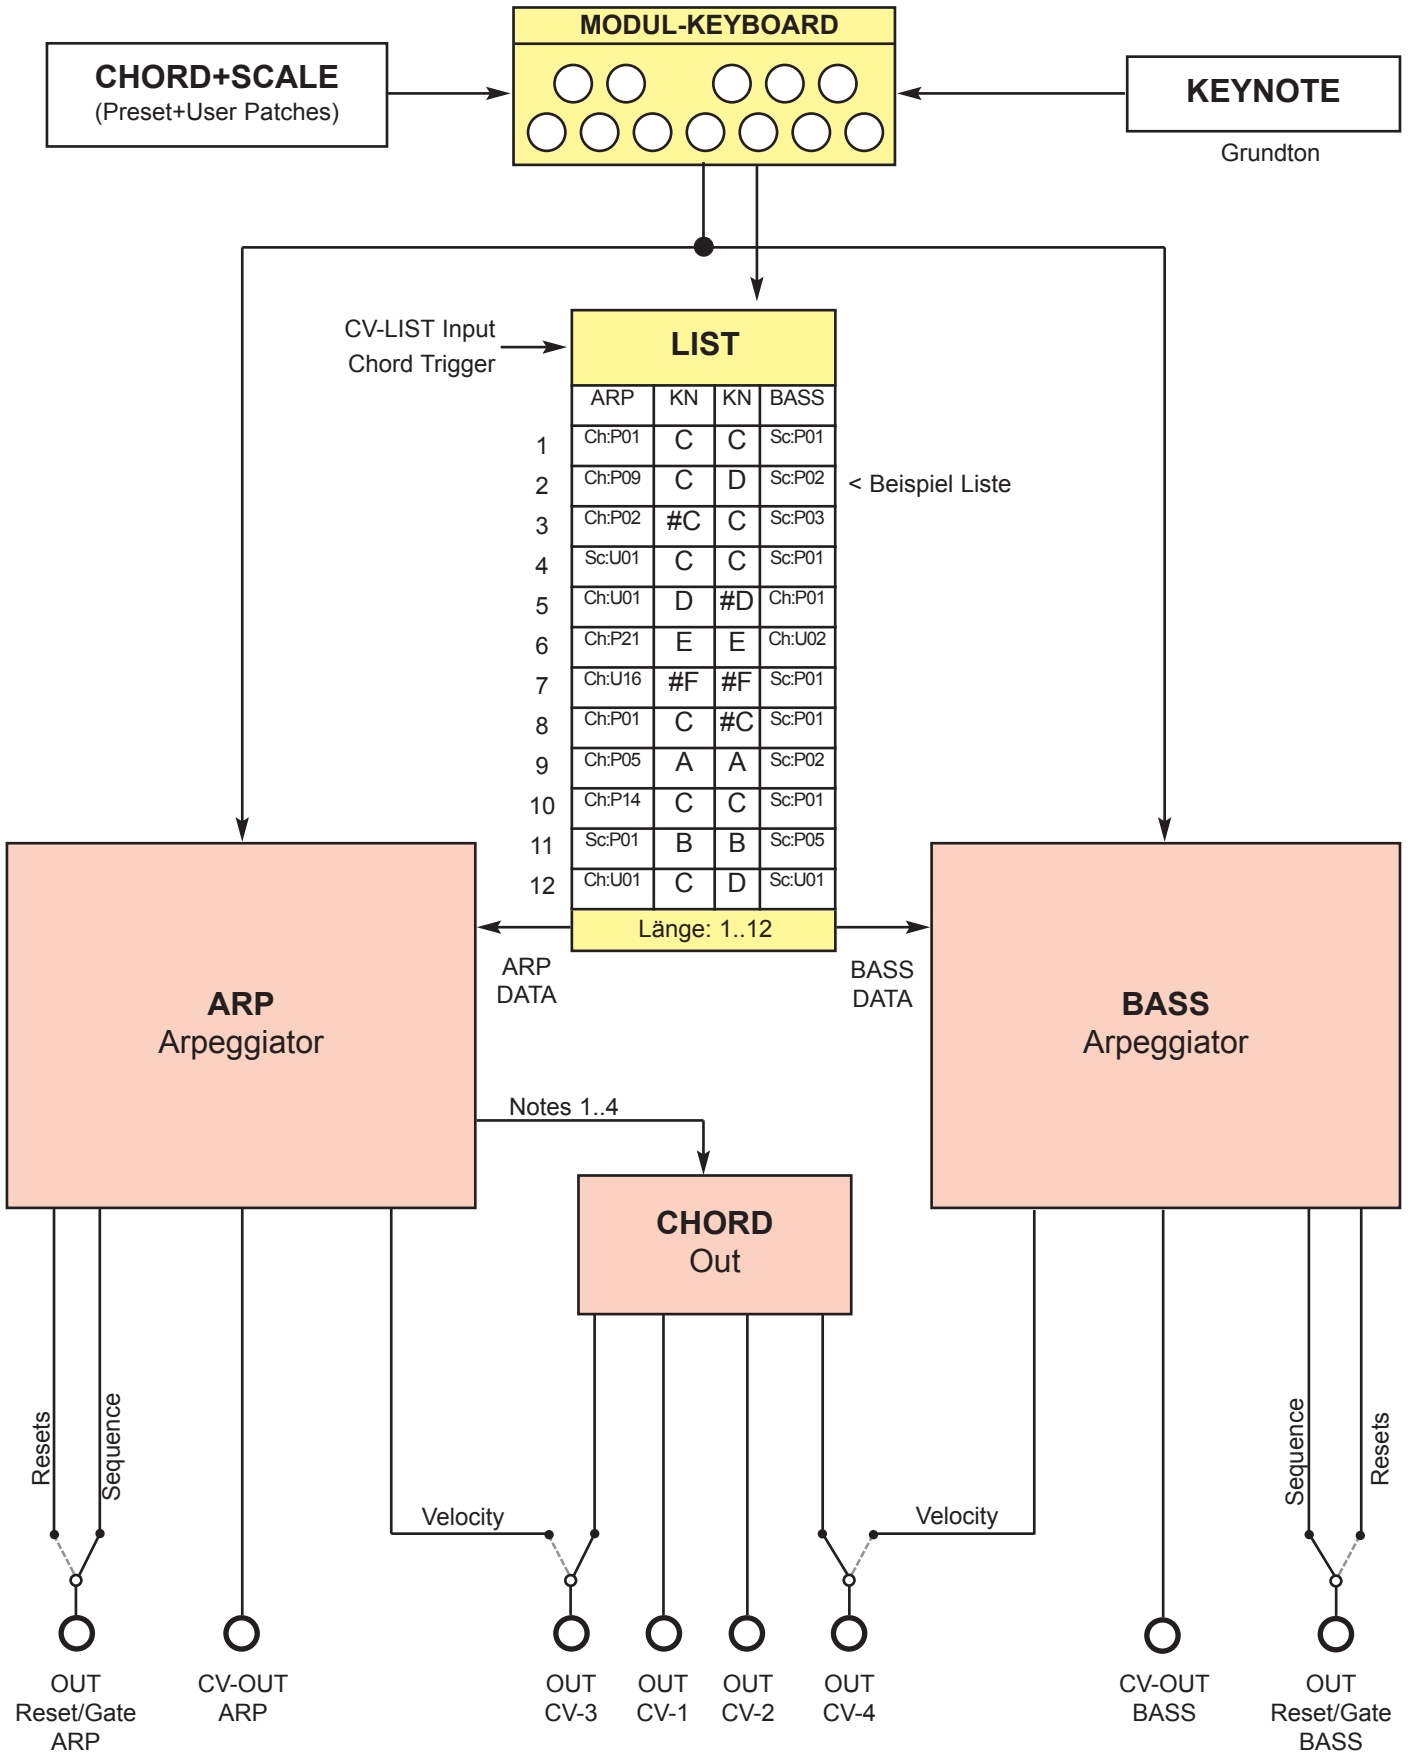 MODUL-KEYBOARD
CHORD+SCALE
(Preset+User Patches)
KEYNOTE
Grundton
CV-LIST Input
Chord Trigger
LIST
ARP KN KN BASS
1 Ch:P01 C C Sc:P01
2 Ch:P09 C D Sc:P02 < Beispiel Liste
3 Ch:P02 #C C Sc:P03
4 Sc:U01 C C Sc:P01
5 Ch:U01 D #D Ch:P01
6 Ch:P21 E E Ch:U02
7 Ch:U16 #F #F Sc:P01
8 Ch:P01 C #C Sc:P01
9 Ch:P05 A A Sc:P02
10 Ch:P14 C C Sc:P01
11 Sc:P01 B B Sc:P05
12 Ch:U01 C D Sc:U01
Länge: 1..12
ARP
DATA
BASS
DATA
ARP
Arpeggiator
BASS
Arpeggiator
Notes 1..4
CHORD
Out
Resets
Sequence
Velocity
Velocity
Sequence
Resets
OUT
Reset/Gate
ARP
CV-OUT
ARP
OUT
CV-3
OUT
CV-1
OUT
CV-2
OUT
CV-4
CV-OUT
BASS
OUT
Reset/Gate
BASS